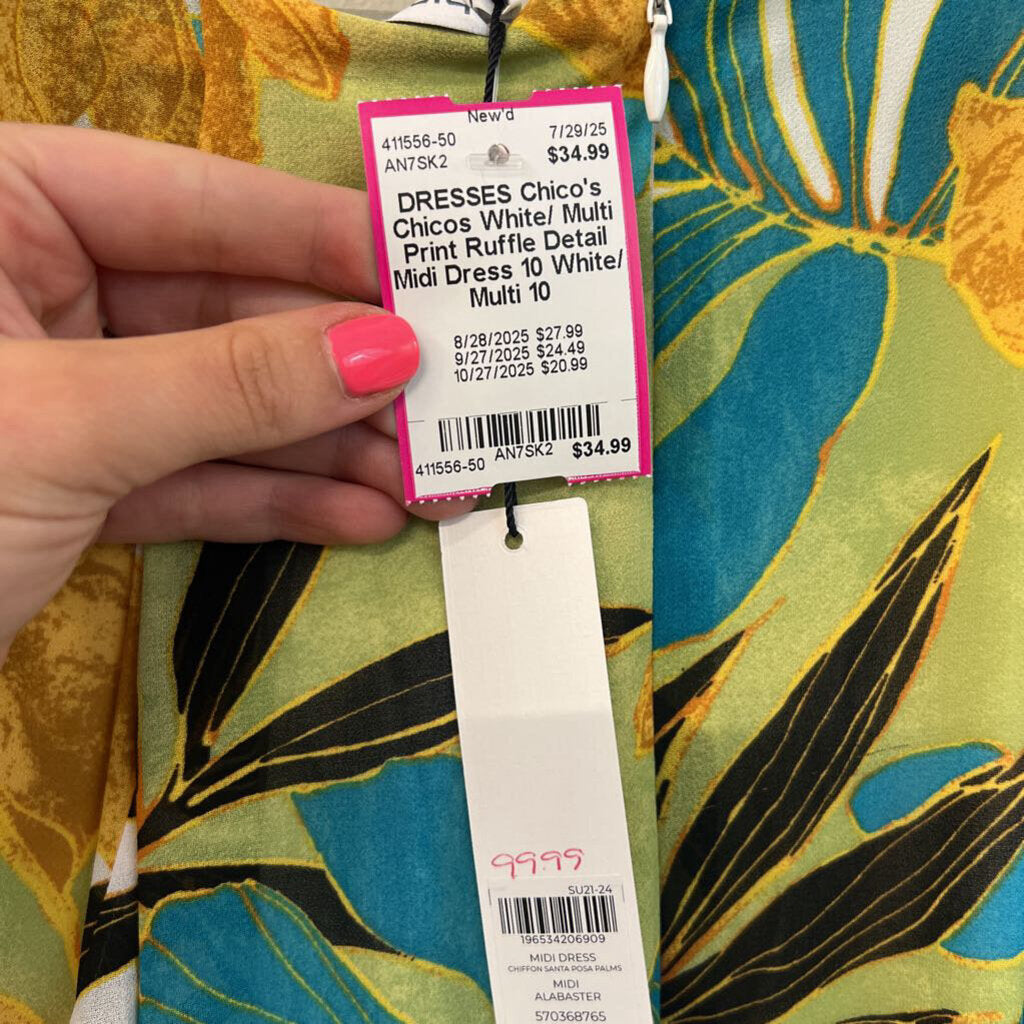 New'd
411556-50 7/29/25
AN7SK2 $34.99
DRESSES Chico's
Chicos White/ Multi
Print Ruffle Detail
Midi Dress 10 White/
Multi 10
8/28/2025 $27.99
9/27/2025 $24.49
10/27/2025 $20.99
411556-50 AN7SK2 $34.99
99.99
SU21-24
196534206909
MIDI DRESS
CHIFFON SANTA POSA PALMS
MIDI
ALABASTER
570368765